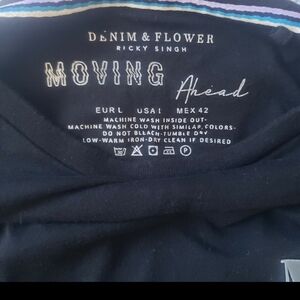 DENIM & FLOWER
RICKY SINGH
MOVING
Ahead
EUR L USA L MEX 42
MACHINE WASH INSIDE OUT-
MACHINE WASH COLD WITH SIMILAR COLORS-
DO NOT BLEACH-TUMBLE DRY
LOW-WARM IRON-DRY CLEAN IF DESIRED